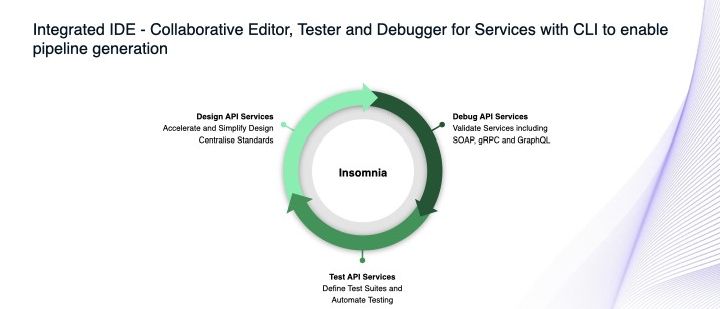 Integrated IDE - Collaborative Editor, Tester and Debugger for Services with CLI to enable
pipeline generation
Design API Services
Accelerate and Simplify Design
Centralise Standards
Debug API Services
Validate Services including
SOAP, gRPC and GraphQL
Insomnia
Test API Services
Define Test Suites and
Automate Testing